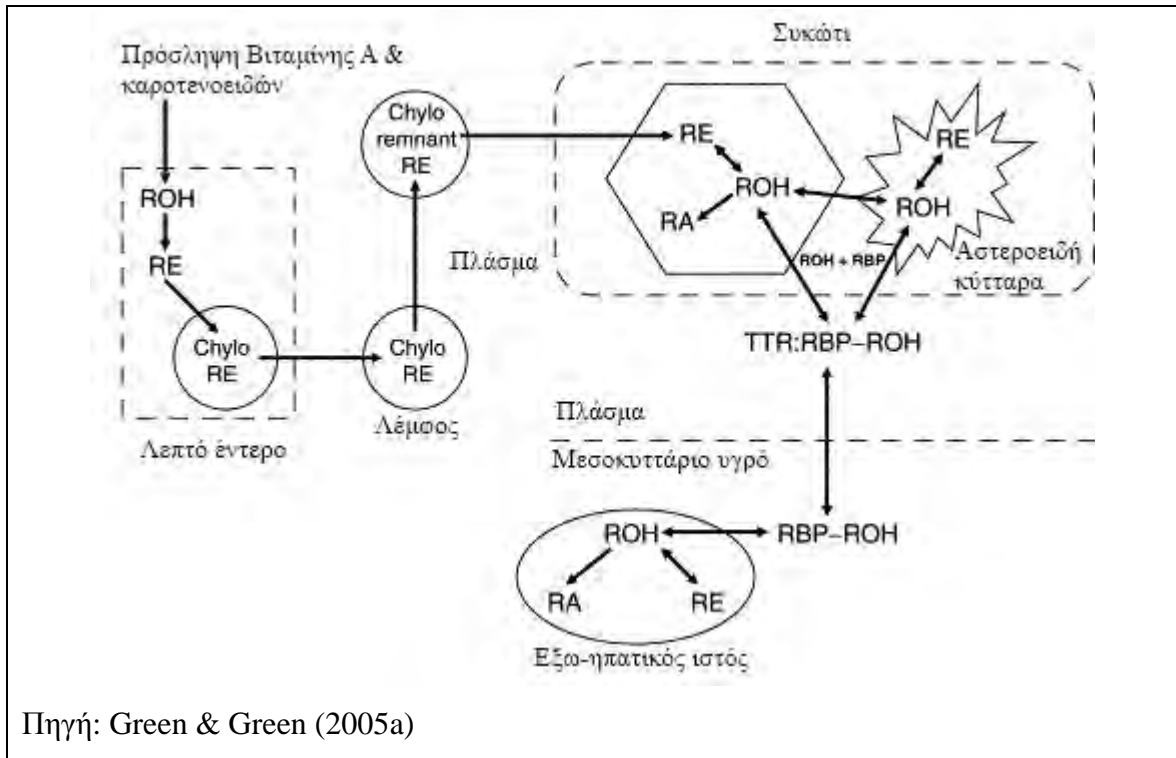 Πρόσληψη Βιταμίνης Α &
καροτενοειδών
ROH
RE
Chylo
RE
Λεπτό έντερο
Chylo
RE
Λέμφος
Chylo
remnant
RE
Πλάσμα
Συκώτι
RE
ROH
RA
RE
ROH
ROH + RBP
Αστεροειδή
κύτταρα
TTR:RBP–ROH
Πλάσμα
Μεσοκυττάριο υγρό
ROH
RBP–ROH
RA
RE
Εξω-ηπατικός ιστός
Πηγή: Green & Green (2005a)